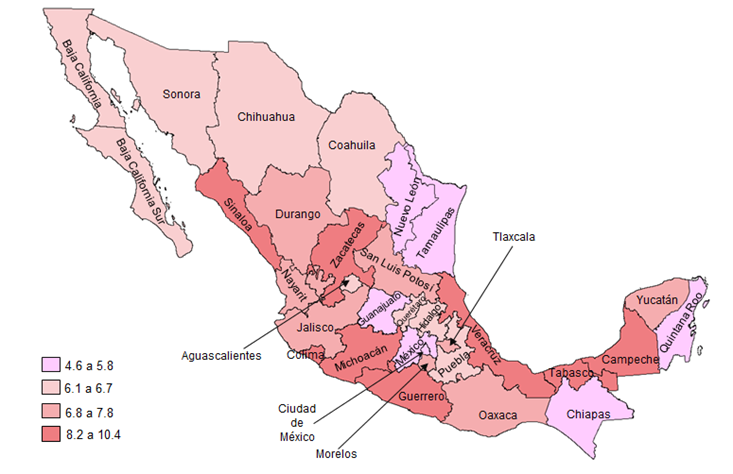 Baja California
Sonora
Chihuahua
Coahuila
Baja California Sur
Sinaloa
Durango
Nuevo León
Tamaulipas
Zacatecas
San Luis Potosí
Nayarit
Tlaxcala
Guanajuato
Querétaro
Hidalgo
Jalisco
Aguascalientes
Colima
Michoacán
México
Puebla
Veracruz
Yucatán
Quintana Roo
Campeche
Tabasco
Guerrero
Oaxaca
Chiapas
Ciudad
de
México
Morelos
4.6 a 5.8
6.1 a 6.7
6.8 a 7.8
8.2 a 10.4